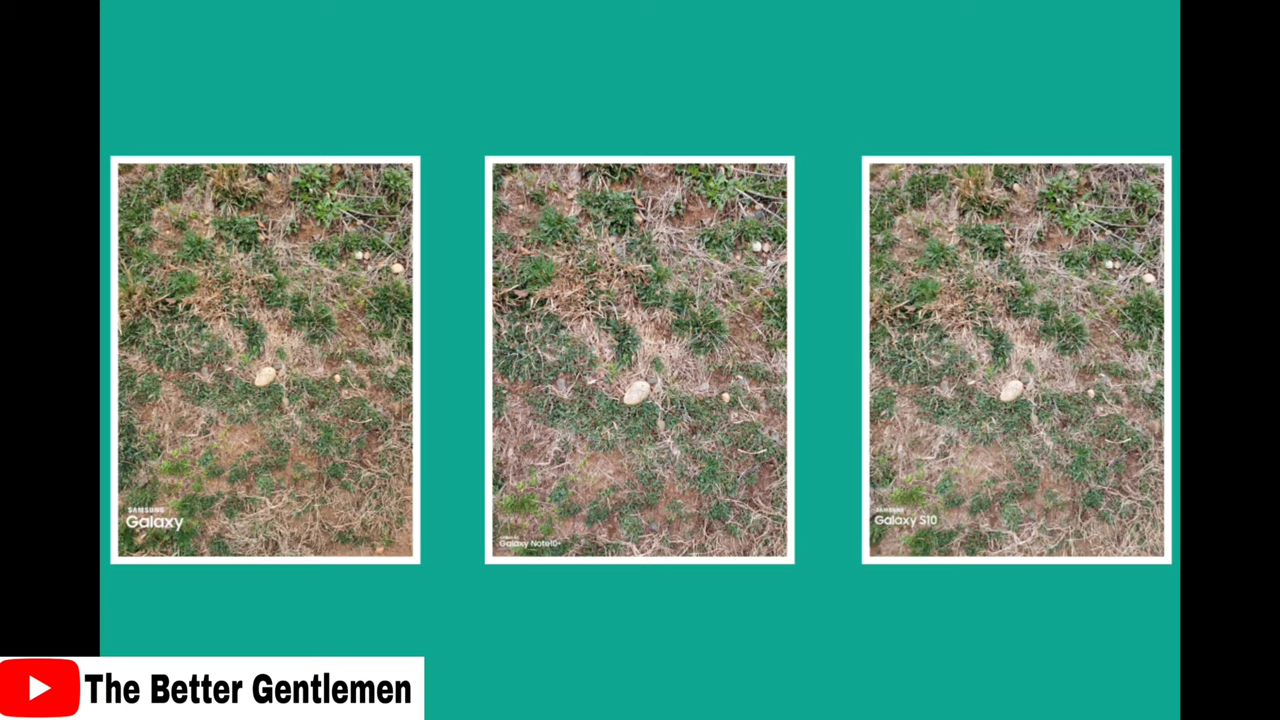 SAMSUNG
Galaxy
Galaxy Note10+
SAMSUNG
Galaxy S10
The Better Gentlemen